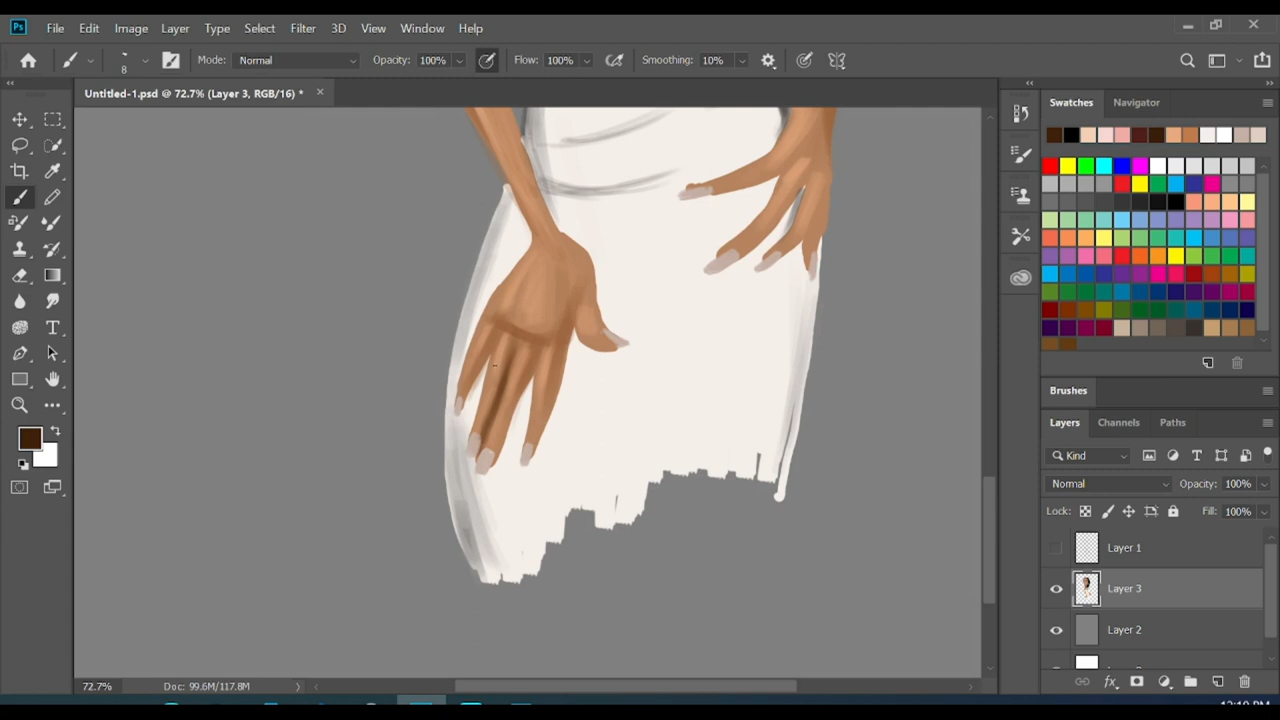 Ps File Edit Image Layer Type Select Filter 3D View Window Help
8 Mode: Normal Opacity: 100% Flow: 100% Smoothing: 10%
Untitled-1.psd @ 72.7% (Layer 3, RGB/16) *
Swatches Navigator
Brushes
Layers Channels Paths
Kind
Normal Opacity: 100%
Lock: Fill: 100%
Layer 1
Layer 3
Layer 2
72.7% Doc: 99.6M/117.8M